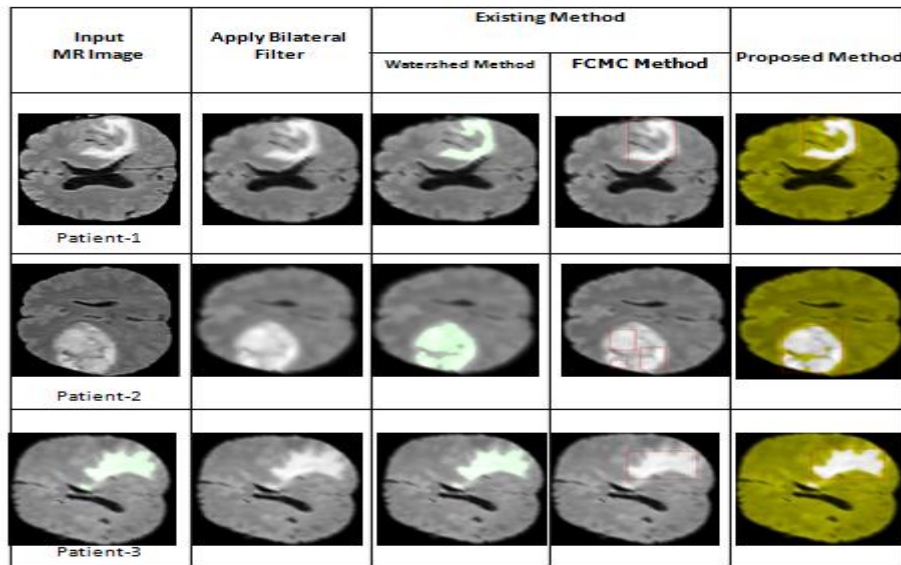 Input
MR Image
Apply Bilateral
Filter
Existing Method
Watershed Method
FCMC Method
Proposed Method
Patient-1
Patient-2
Patient-3